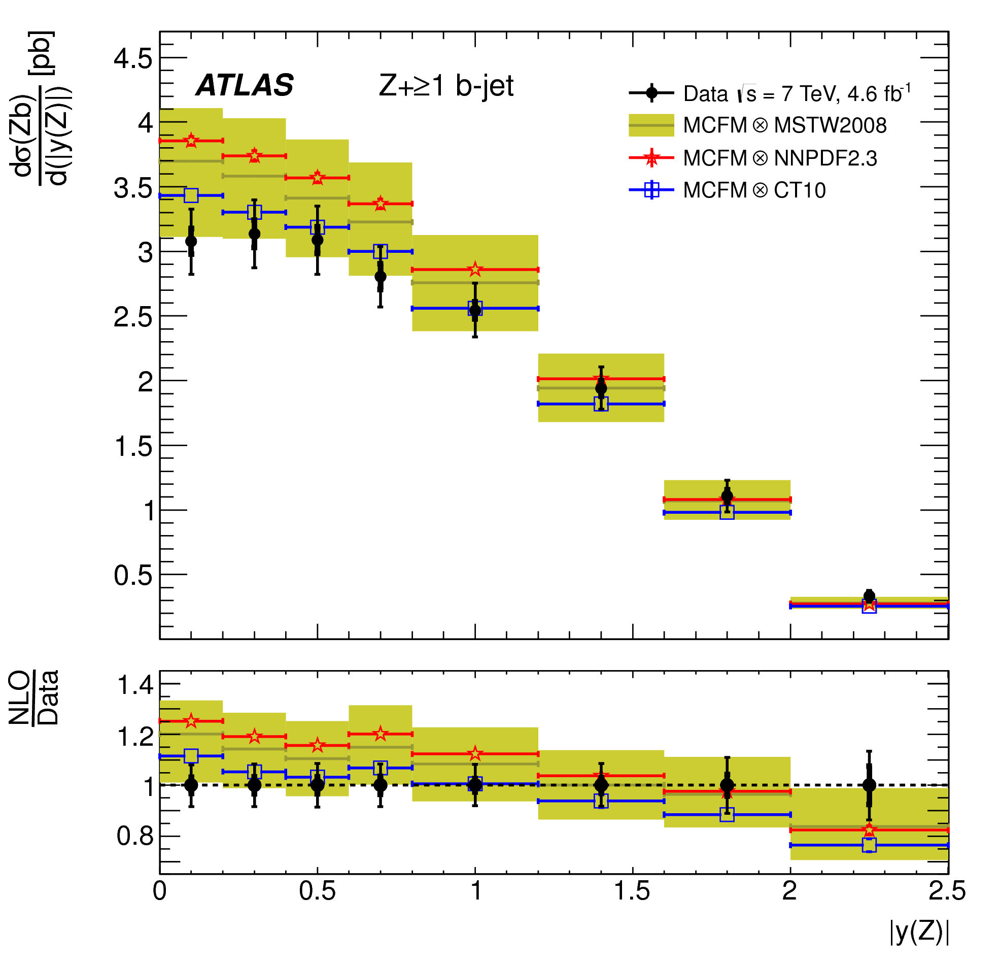 dσ(Zb)
d(|y(Z)|)
[pb]
4.5
4
3.5
3
2.5
2
1.5
1
0.5
ATLAS
Z+≥1 b-jet
Data √s = 7 TeV, 4.6 fb-1
MCFM ⊗ MSTW2008
MCFM ⊗ NNPDF2.3
MCFM ⊗ CT10
NLO
Data
1.4
1.2
1
0.8
0 0.5 1 1.5 2 2.5
|y(Z)|